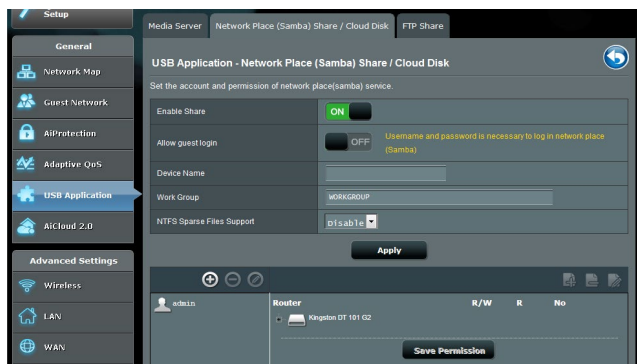 Setup
Media Server
Network Place (Samba) Share / Cloud Disk
FTP Share
General
Network Map
Guest Network
AiProtection
Adaptive QoS
USB Application
AiCloud 2.0
Advanced Settings
Wireless
LAN
WAN
USB Application - Network Place (Samba) Share / Cloud Disk
Set the account and permission of network place(samba) service.
Enable Share
ON
Allow guest login
OFF
Username and password is necessary to log in network place
(Samba)
Device Name
Work Group
WORKGROUP
NTFS Sparse Files Support
Disable
Apply
admin
Router
R/W
R
No
Kingston DT 101 G2
Save Permission